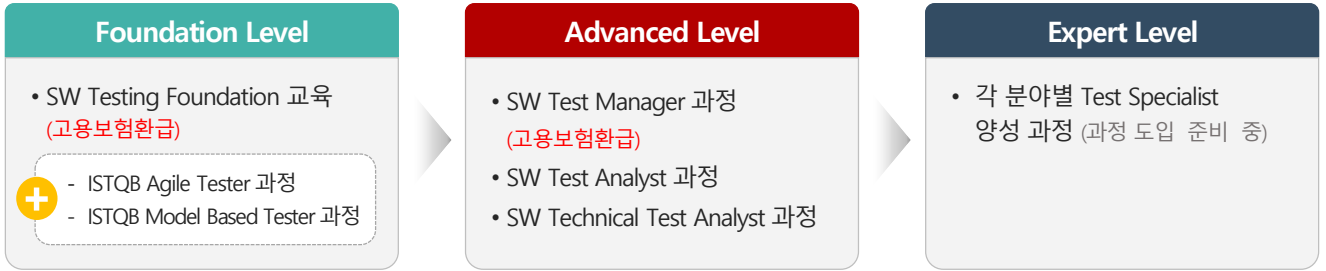 Foundation Level
• SW Testing Foundation 교육
(고용보험환급)
- ISTQB Agile Tester 과정
- ISTQB Model Based Tester 과정
Advanced Level
• SW Test Manager 과정
(고용보험환급)
• SW Test Analyst 과정
• SW Technical Test Analyst 과정
Expert Level
• 각 분야별 Test Specialist
양성 과정 (과정 도입 준비 중)